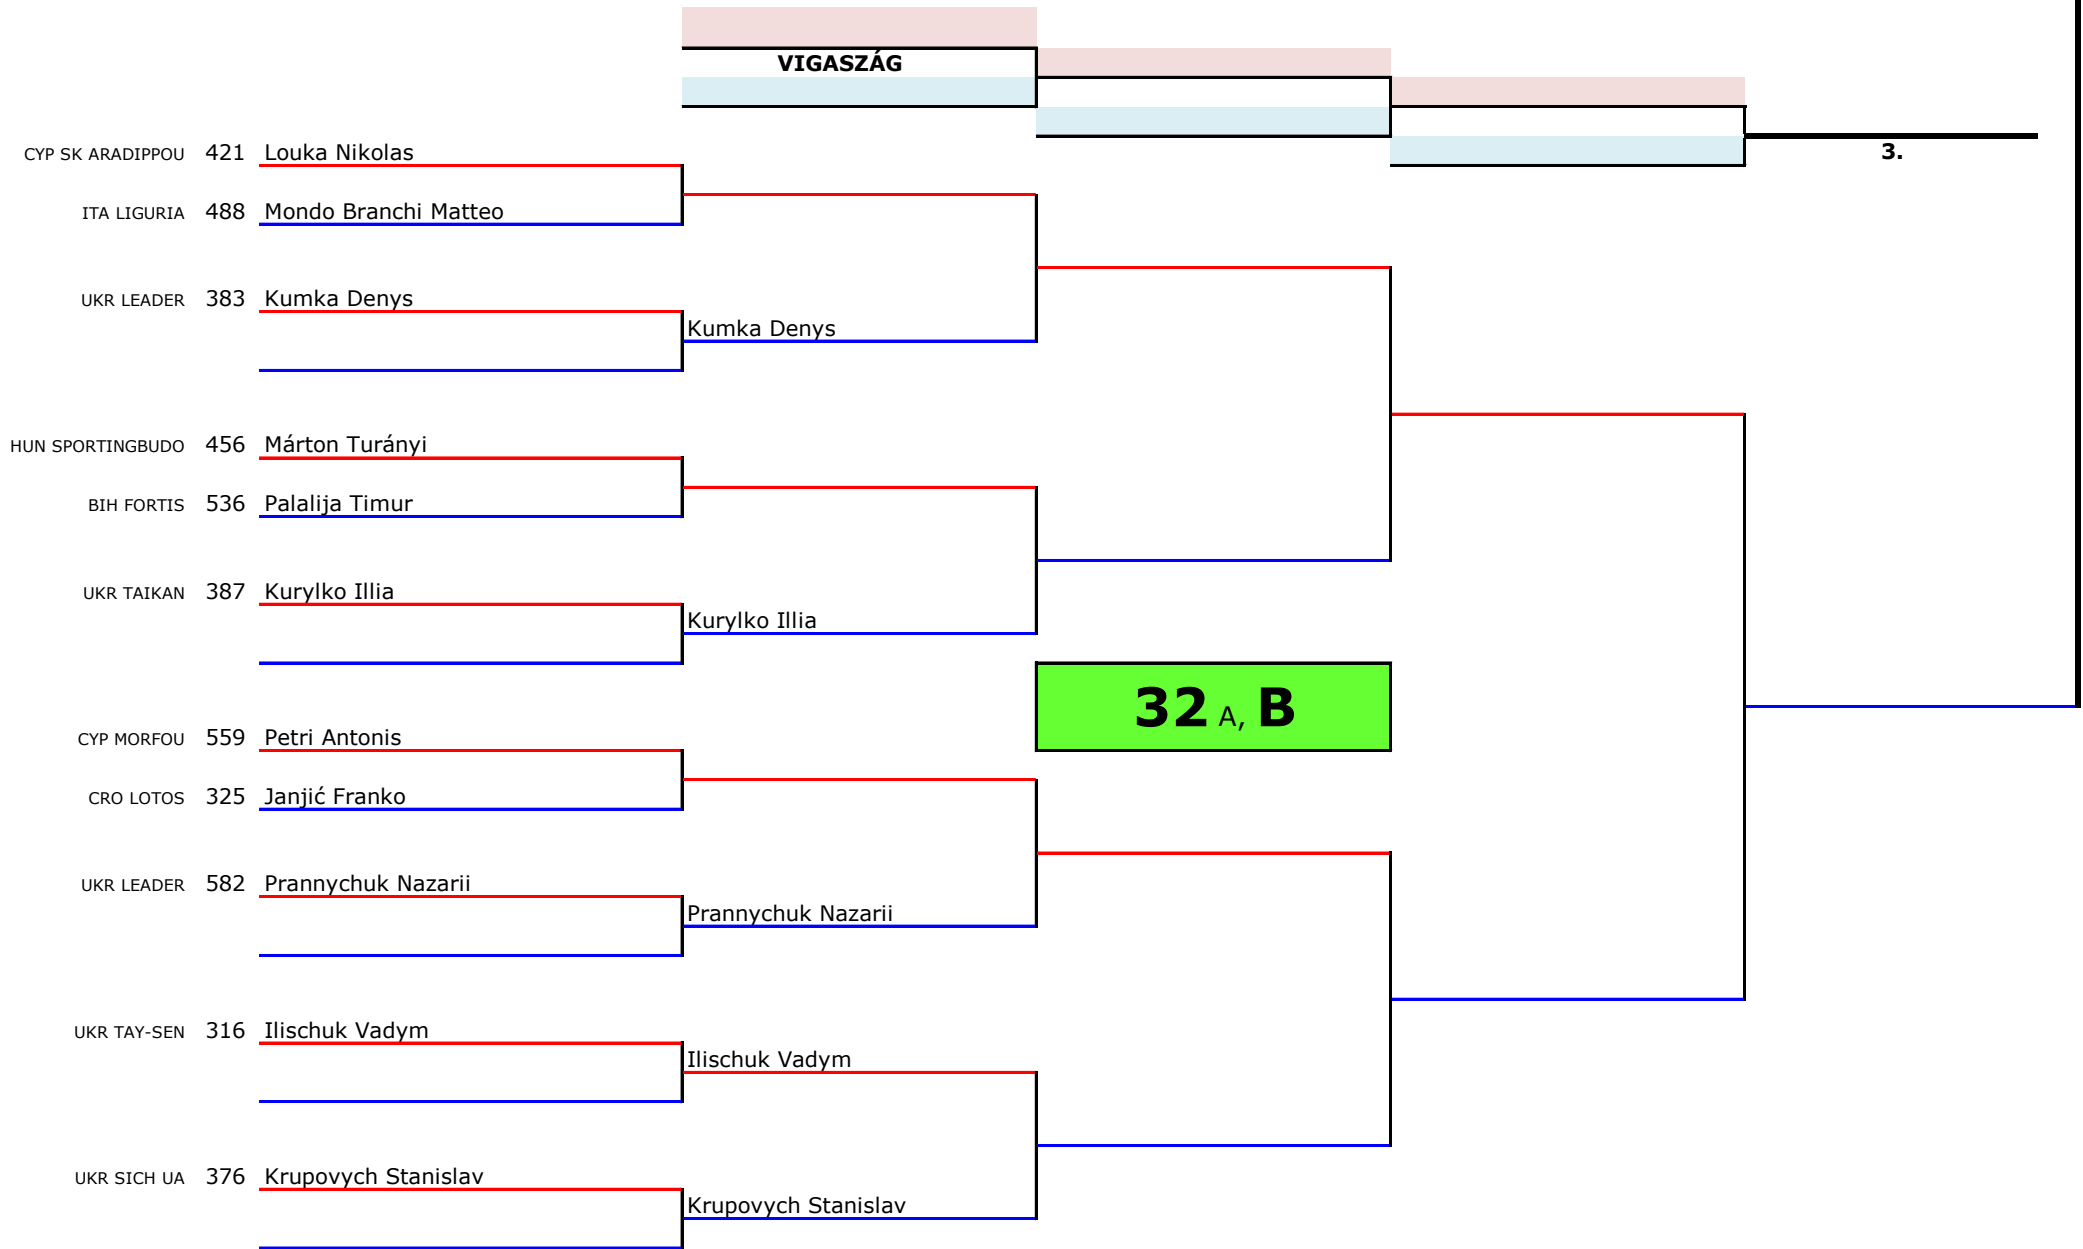 VIGASZÁG
3.
CYP SK ARADIPPOU 421 Louka Nikolas
ITA LIGURIA 488 Mondo Branchi Matteo
UKR LEADER 383 Kumka Denys
Kumka Denys
HUN SPORTINGBUDO 456 Márton Turányi
BIH FORTIS 536 Palalija Timur
UKR TAIKAN 387 Kurylko Illia
Kurylko Illia
32 A, B
CYP MORFOU 559 Petri Antonis
CRO LOTOS 325 Janjić Franko
UKR LEADER 582 Prannychuk Nazarii
Prannychuk Nazarii
UKR TAY-SEN 316 Ilischuk Vadym
Ilischuk Vadym
UKR SICH UA 376 Krupovych Stanislav
Krupovych Stanislav